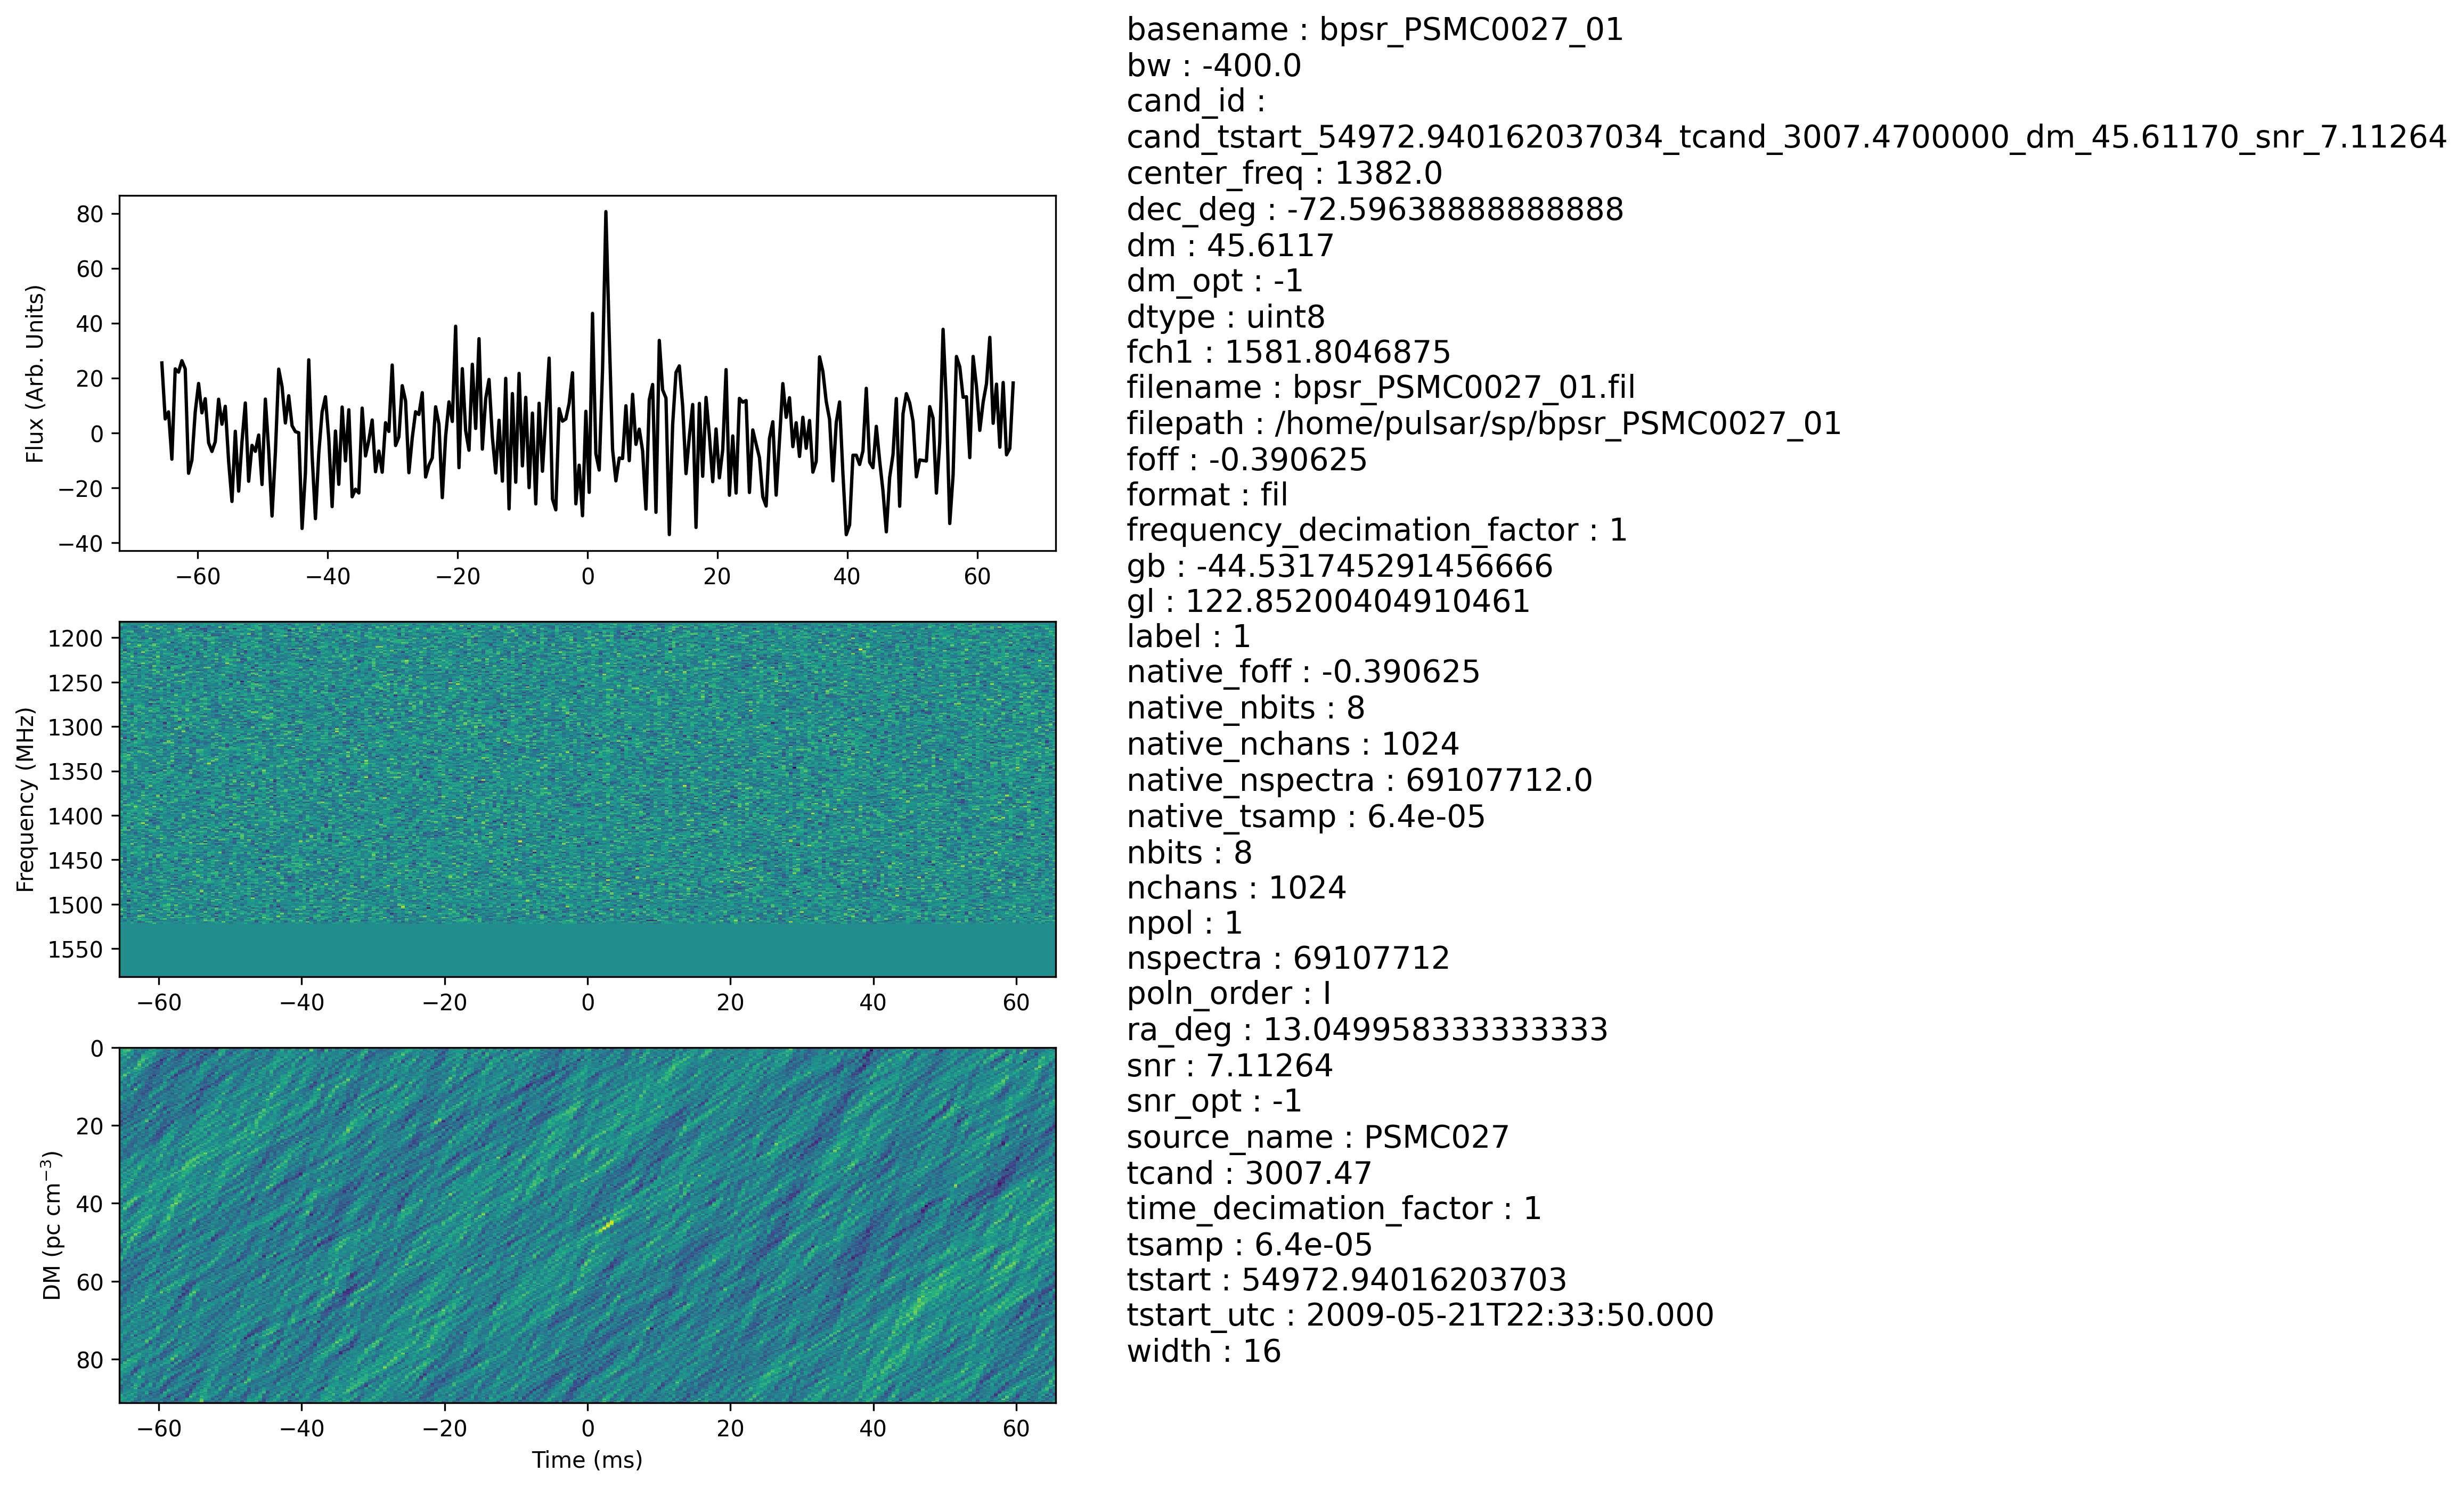 basename : bpsr_PSMC0027_01
bw : -400.0
cand_id :
cand_tstart_54972.940162037034_tcand_3007.4700000_dm_45.61170_snr_7.11264
center_freq : 1382.0
dec_deg : -72.59638888888888
dm : 45.6117
dm_opt : -1
dtype : uint8
fch1 : 1581.8046875
filename : bpsr_PSMC0027_01.fil
filepath : /home/pulsar/sp/bpsr_PSMC0027_01
foff : -0.390625
format : fil
frequency_decimation_factor : 1
gb : -44.531745291456666
gl : 122.85200404910461
label : 1
native_foff : -0.390625
native_nbits : 8
native_nchans : 1024
native_nspectra : 69107712.0
native_tsamp : 6.4e-05
nbits : 8
nchans : 1024
npol : 1
nspectra : 69107712
poln_order : I
ra_deg : 13.049958333333333
snr : 7.11264
snr_opt : -1
source_name : PSMC027
tcand : 3007.47
time_decimation_factor : 1
tsamp : 6.4e-05
tstart : 54972.94016203703
tstart_utc : 2009-05-21T22:33:50.000
width : 16
Flux (Arb. Units)
80
60
40
20
0
−20
−40
−60 −40 −20 0 20 40 60
Frequency (MHz)
1200
1250
1300
1350
1400
1450
1500
1550
−60 −40 −20 0 20 40 60
DM (pc cm⁻³)
0
20
40
60
80
−60 −40 −20 0 20 40 60
Time (ms)